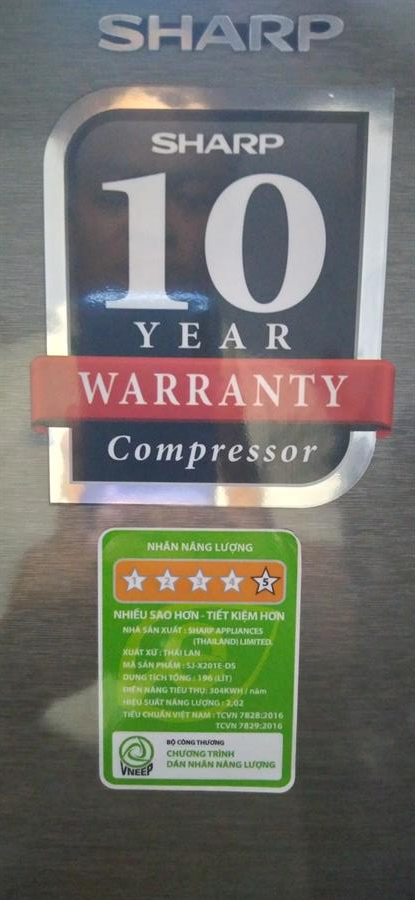 SHARP
SHARP
10
YEAR
WARRANTY
Compressor
NHÃN NĂNG LƯỢNG
1 2 3 4 5
NHIỀU SAO HƠN - TIẾT KIỆM HƠN
NHÀ SẢN XUẤT : SHARP APPLIANCES
(THAILAND) LIMITED.
XUẤT XỨ : THÁI LAN
MÃ SẢN PHẨM : SJ-X201E-DS
DUNG TÍCH TỔNG : 196 (LÍT)
ĐIỆN NĂNG TIÊU THỤ: 304KWH / năm
HIỆU SUẤT NĂNG LƯỢNG : 2,02
TIÊU CHUẨN VIỆT NAM : TCVN 7828:2016
TCVN 7829:2016
BỘ CÔNG THƯƠNG
CHƯƠNG TRÌNH
DÁN NHÃN NĂNG LƯỢNG
VNEEP